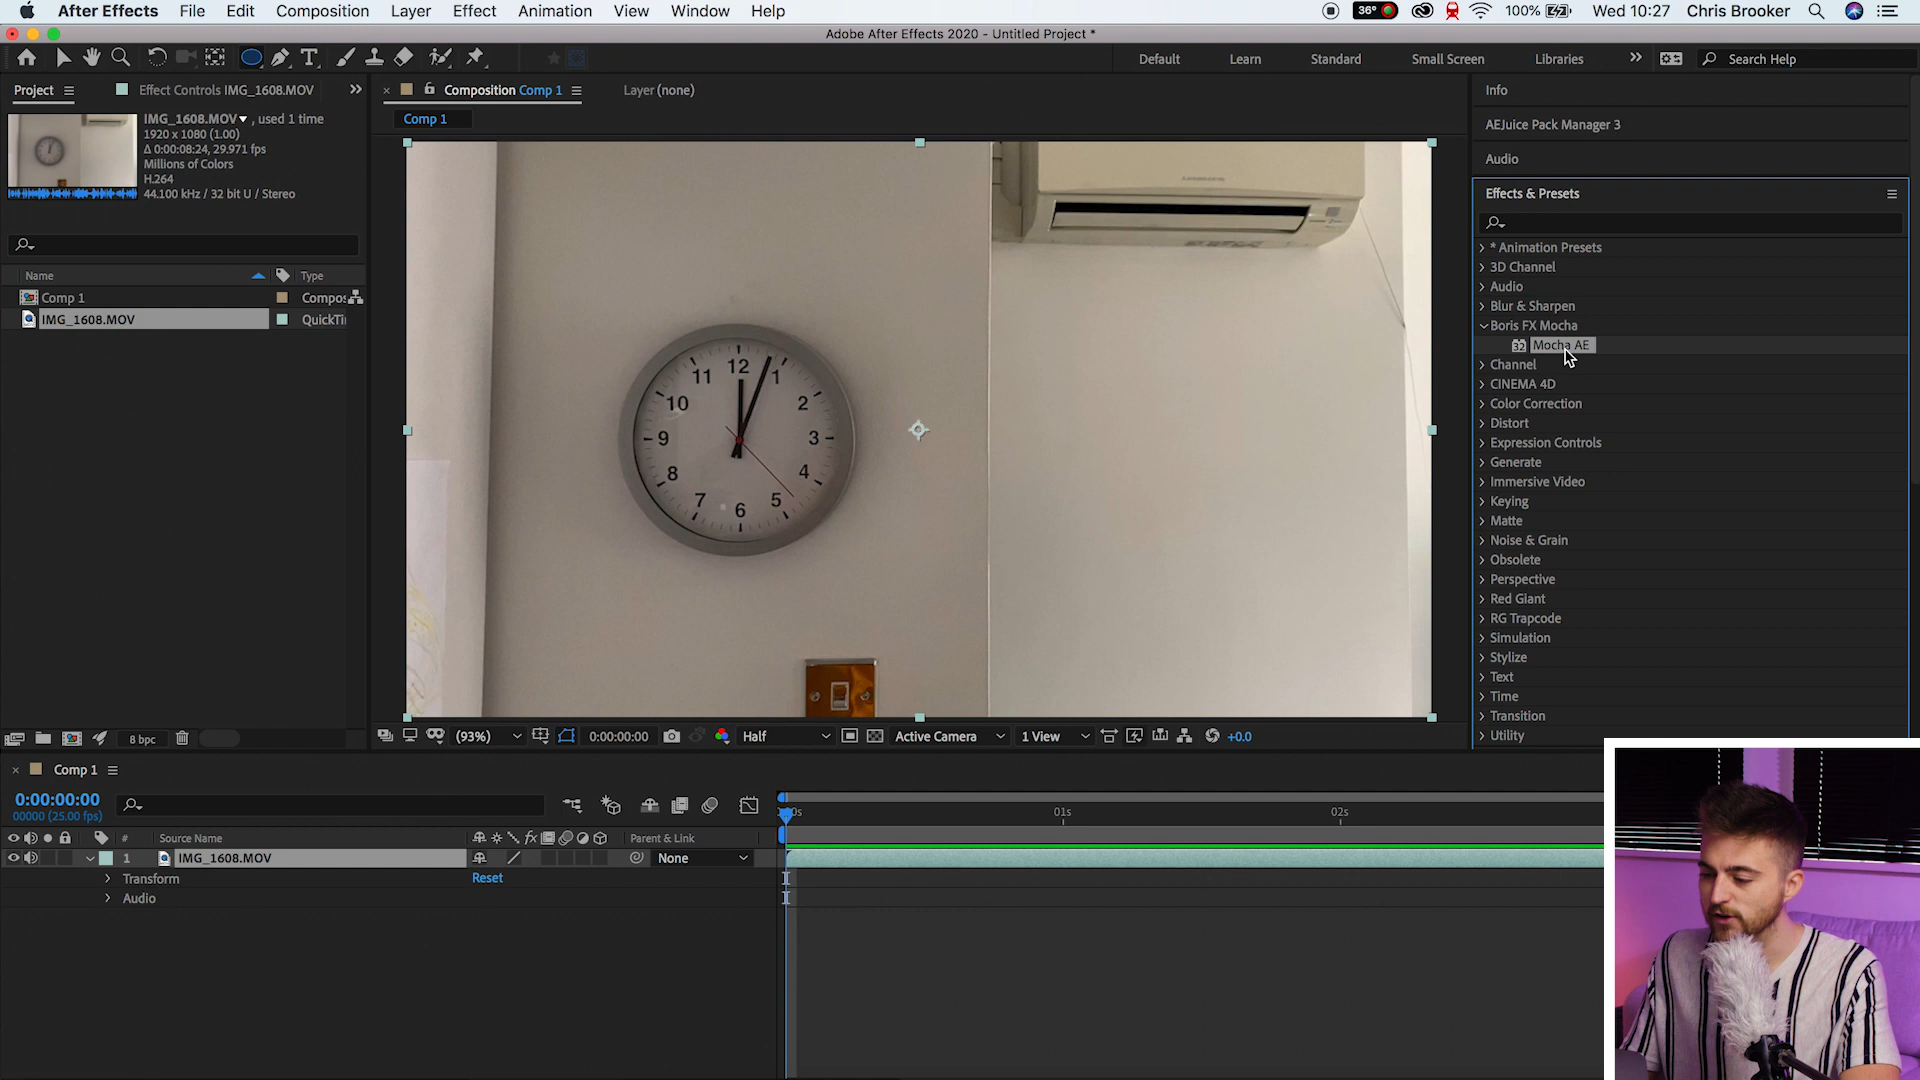 After Effects File Edit Composition Layer Effect Animation View Window Help 36° 100% Wed 10:27 Chris Brooker
Adobe After Effects 2020 - Untitled Project *
Default Learn Standard Small Screen Libraries Search Help
Project Effect Controls IMG_1608.MOV
IMG_1608.MOV , used 1 time
1920 x 1080 (1.00)
Δ 0:00:08:24, 29.971 fps
Millions of Colors
H.264
44.100 kHz / 32 bit U / Stereo
Name Type
Comp 1 Compos
IMG_1608.MOV QuickTi
8 bpc
Composition Comp 1 Layer (none)
Comp 1
12
11 1
10 2
9 3
8 4
7 5
6
(93%) 0:00:00:00 Half Active Camera 1 View +0.0
Info
AEJuice Pack Manager 3
Audio
Effects & Presets
* Animation Presets
3D Channel
Audio
Blur & Sharpen
Boris FX Mocha
32 Mocha AE
Channel
CINEMA 4D
Color Correction
Distort
Expression Controls
Generate
Immersive Video
Keying
Matte
Noise & Grain
Obsolete
Perspective
Red Giant
RG Trapcode
Simulation
Stylize
Text
Time
Transition
Utility
Comp 1
0:00:00:00
00000 (25.00 fps)
0s 01s 02s
# Source Name fx Parent & Link
1 IMG_1608.MOV None
Transform Reset
Audio